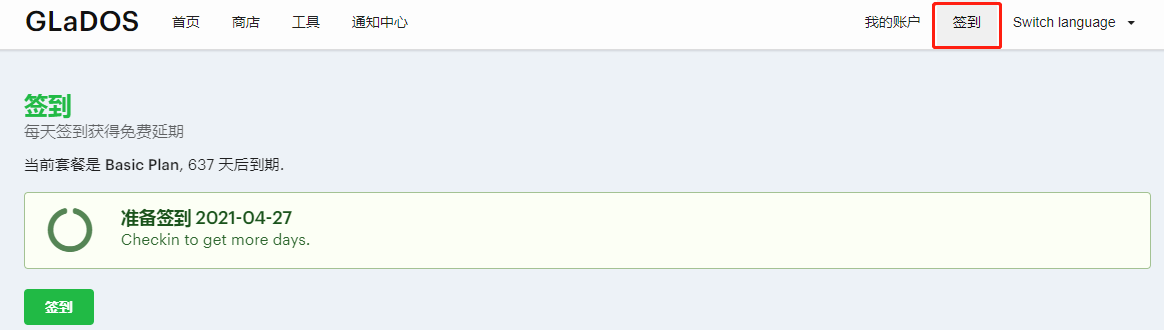 GLaDOS 首页 商店 工具 通知中心 我的账户 签到 Switch language
签到
每天签到获得免费延期
当前套餐是 Basic Plan, 637 天后到期.
准备签到 2021-04-27
Checkin to get more days.
签到